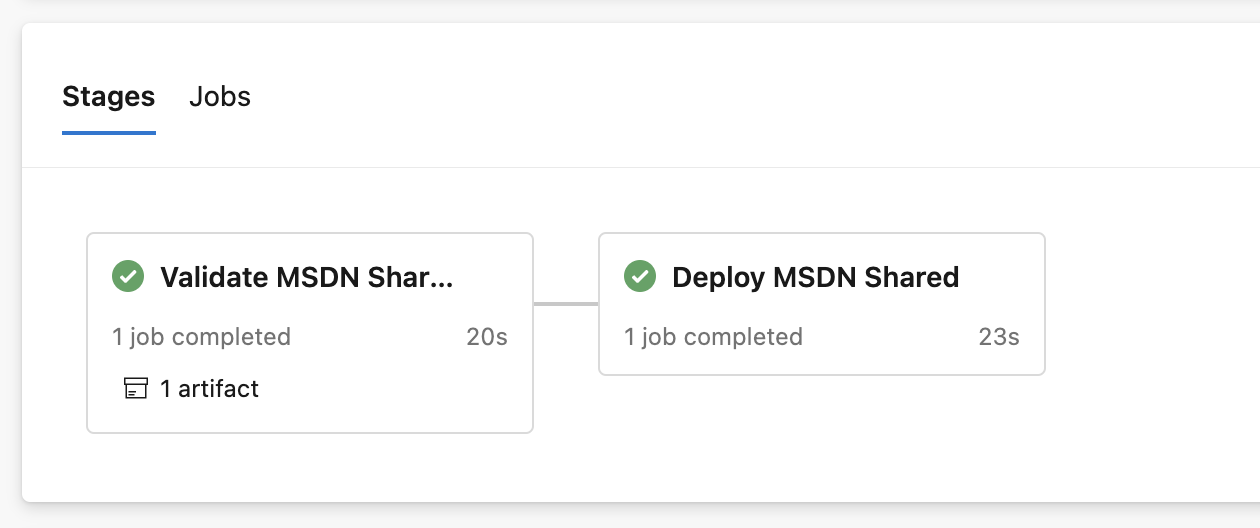 Stages Jobs
Validate MSDN Shar...
1 job completed 20s
1 artifact
Deploy MSDN Shared
1 job completed 23s